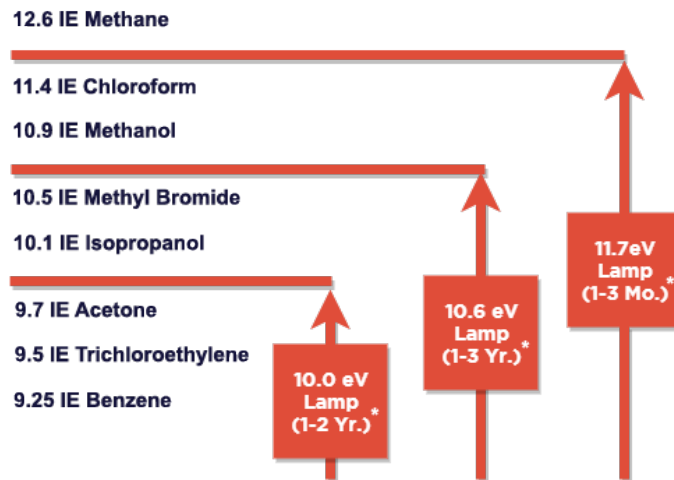 12.6 IE Methane
11.4 IE Chloroform
10.9 IE Methanol
10.5 IE Methyl Bromide
10.1 IE Isopropanol
9.7 IE Acetone
9.5 IE Trichloroethylene
9.25 IE Benzene
10.0 eV
Lamp
(1-2 Yr.)*
10.6 eV
Lamp
(1-3 Yr.)*
11.7eV
Lamp
(1-3 Mo.)*